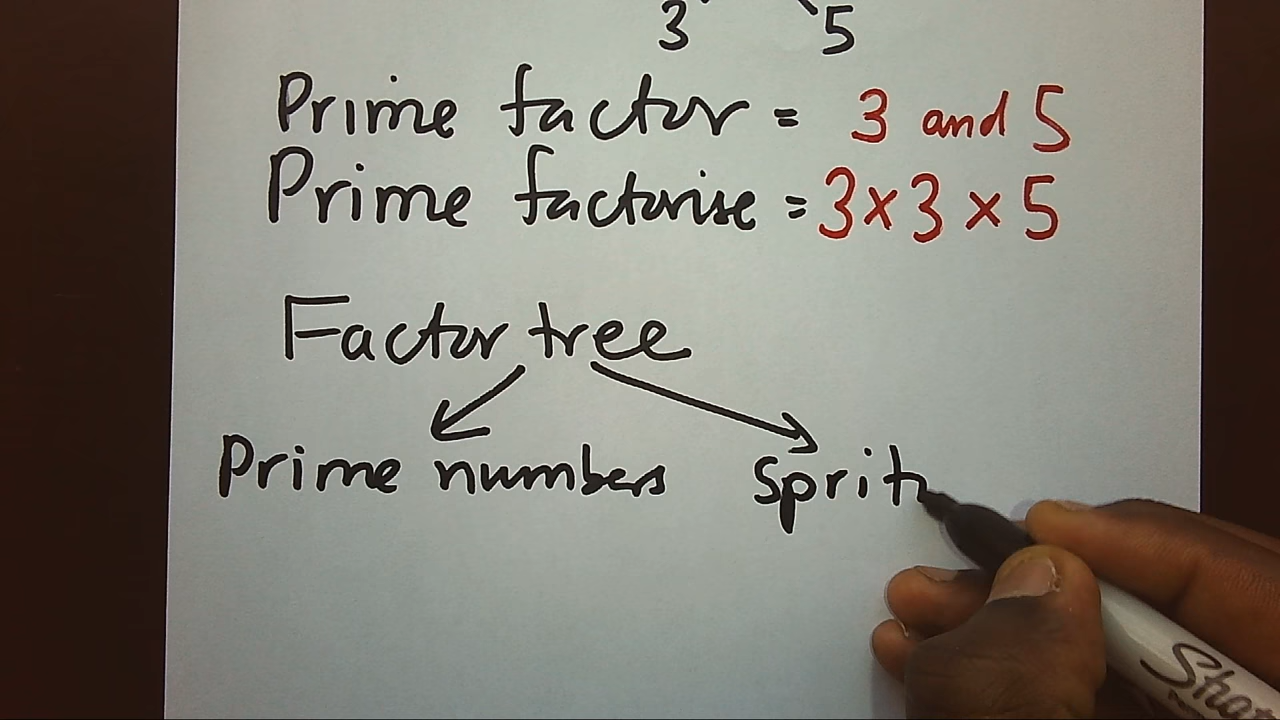 3 5
Prime factor = 3 and 5
Prime factorise = 3 × 3 × 5
Factor tree
Prime numbers Sprit